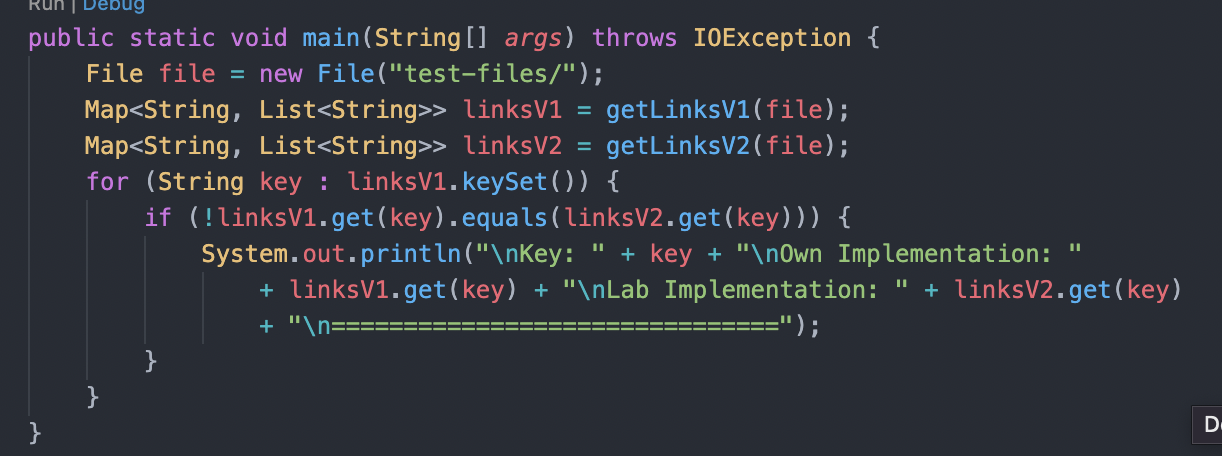 Run | Debug
public static void main(String[] args) throws IOException {
File file = new File("test-files/");
Map<String, List<String>> linksV1 = getLinksV1(file);
Map<String, List<String>> linksV2 = getLinksV2(file);
for (String key : linksV1.keySet()) {
if (!linksV1.get(key).equals(linksV2.get(key))) {
System.out.println("\nKey: " + key + "\nOwn Implementation: "
+ linksV1.get(key) + "\nLab Implementation: " + linksV2.get(key)
+ "\n===============================");
}
}
}